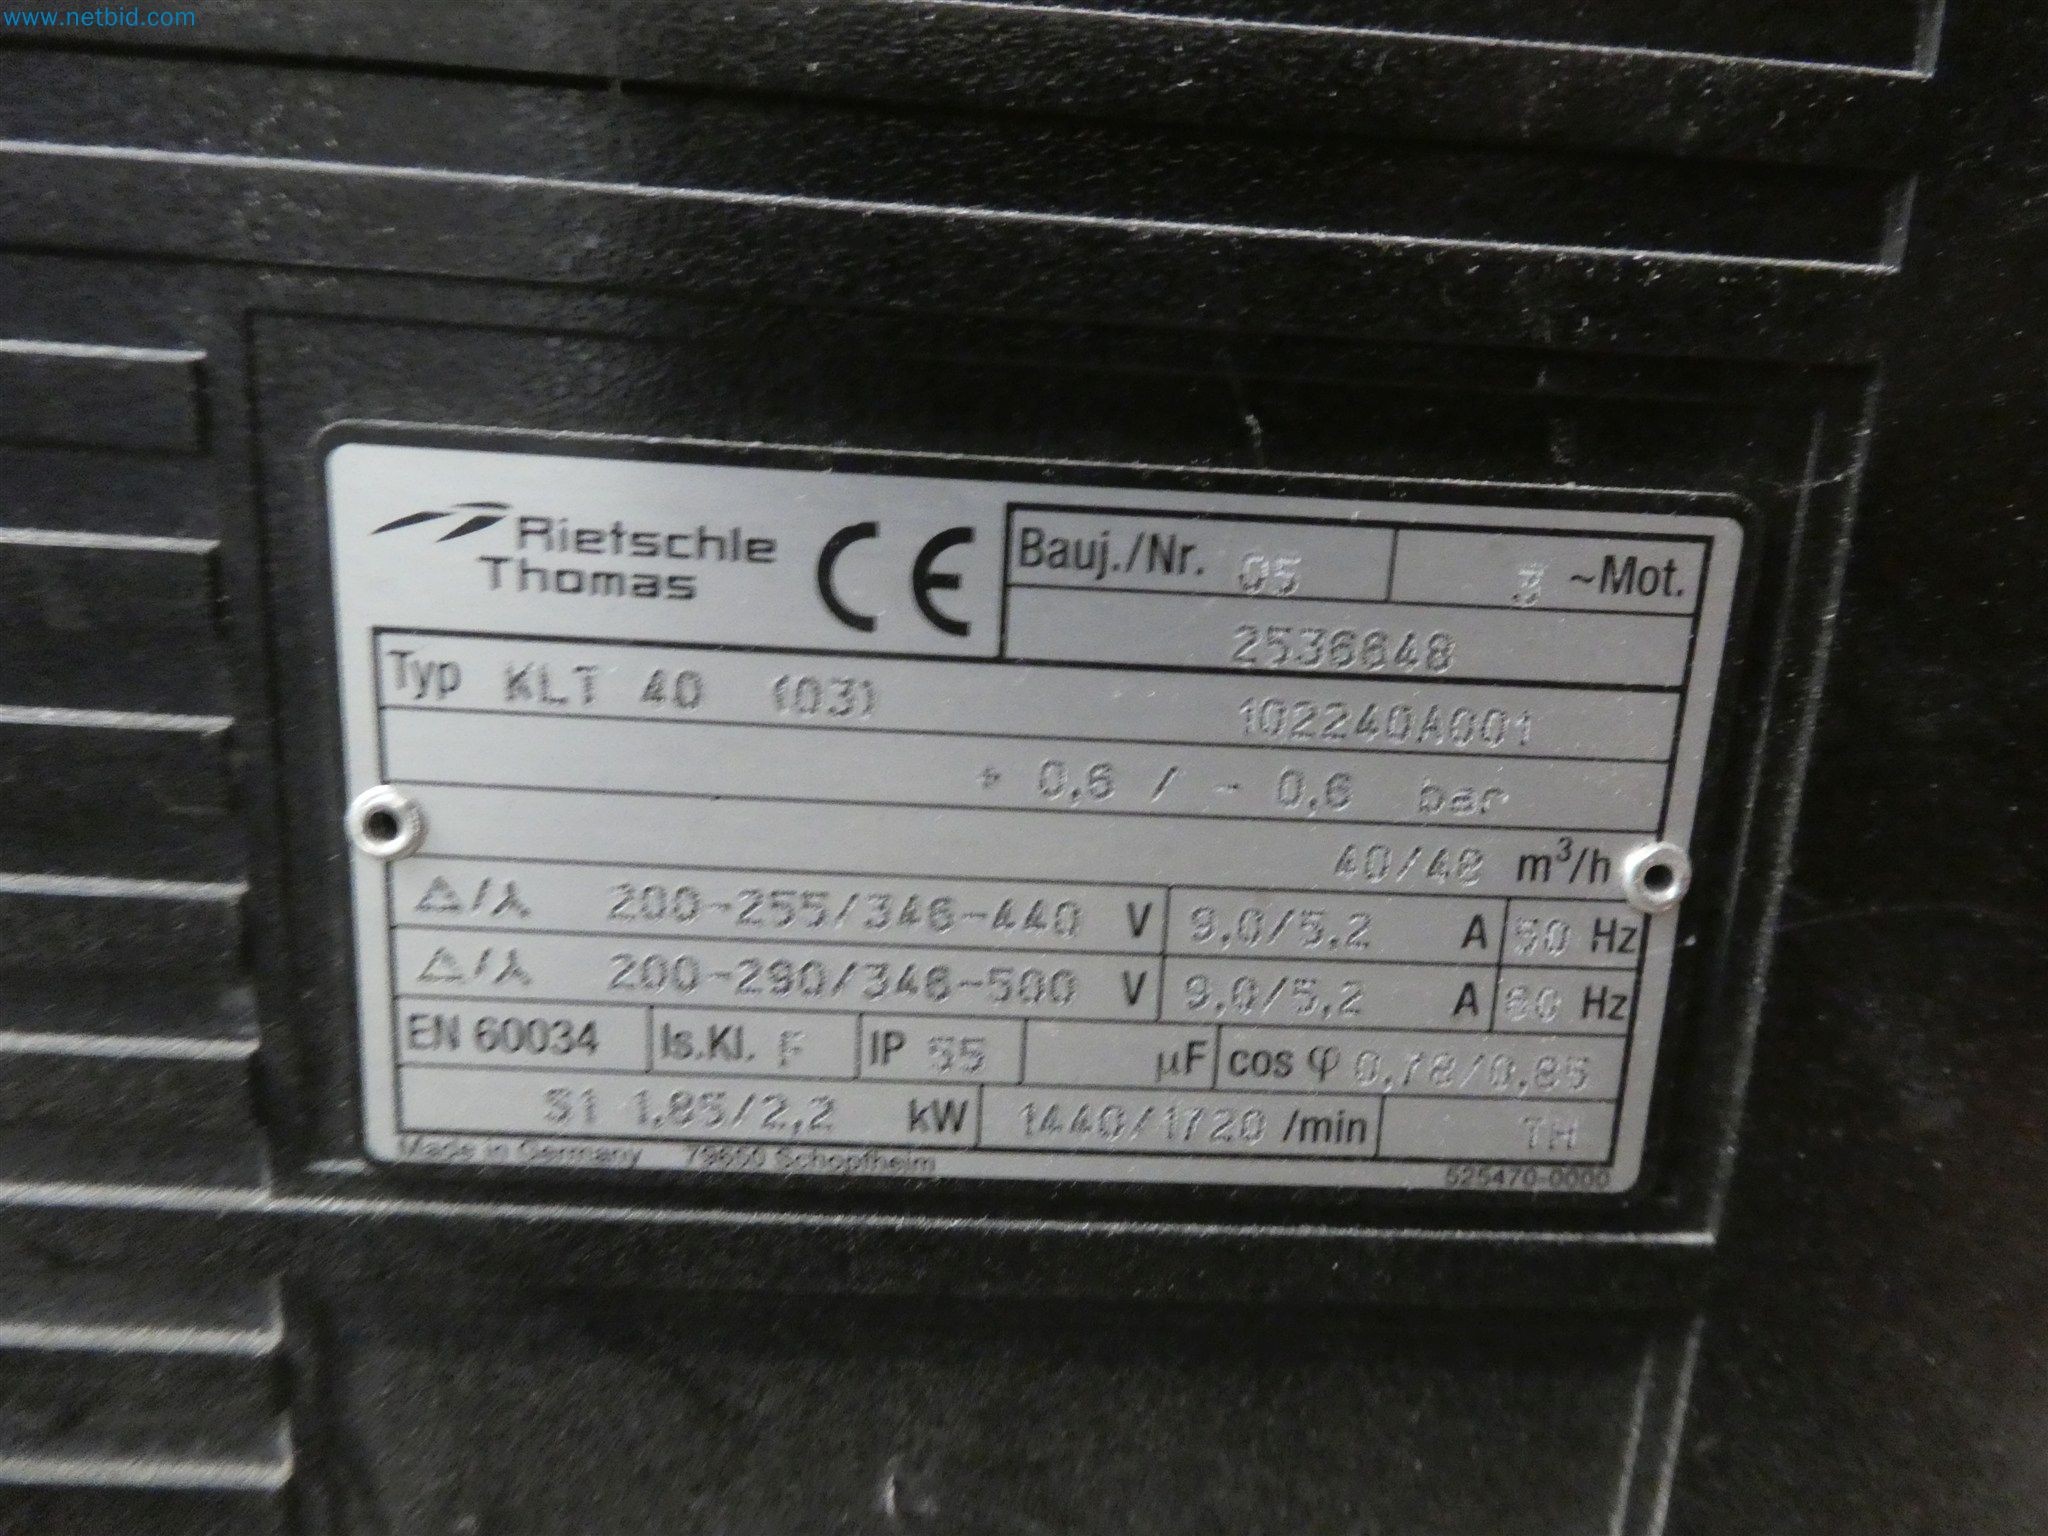 www.netbid.com
Rietschle
Thomas
CE
Bauj./Nr. 05 3 ~Mot.
2536648
Typ KLT 40 (03) 102240A001
+ 0,6 / - 0,6 bar
40/48 m³/h
△/⅄ 200-255/346-440 V 9,0/5,2 A 50 Hz
△/⅄ 200-290/346-500 V 9,0/5,2 A 60 Hz
EN 60034 Is.Kl. F IP 55 µF cos φ 0,78/0,85
S1 1,85/2,2 kW 1440/1720 /min TH
Made in Germany 79650 Schopfheim 525470-0000